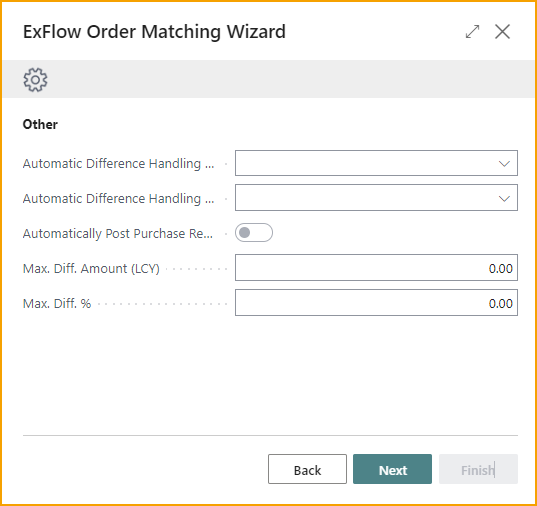 ExFlow Order Matching Wizard
Other
Automatic Difference Handling ...
Automatic Difference Handling ...
Automatically Post Purchase Re...
Max. Diff. Amount (LCY) 0.00
Max. Diff. % 0.00
Back Next Finish